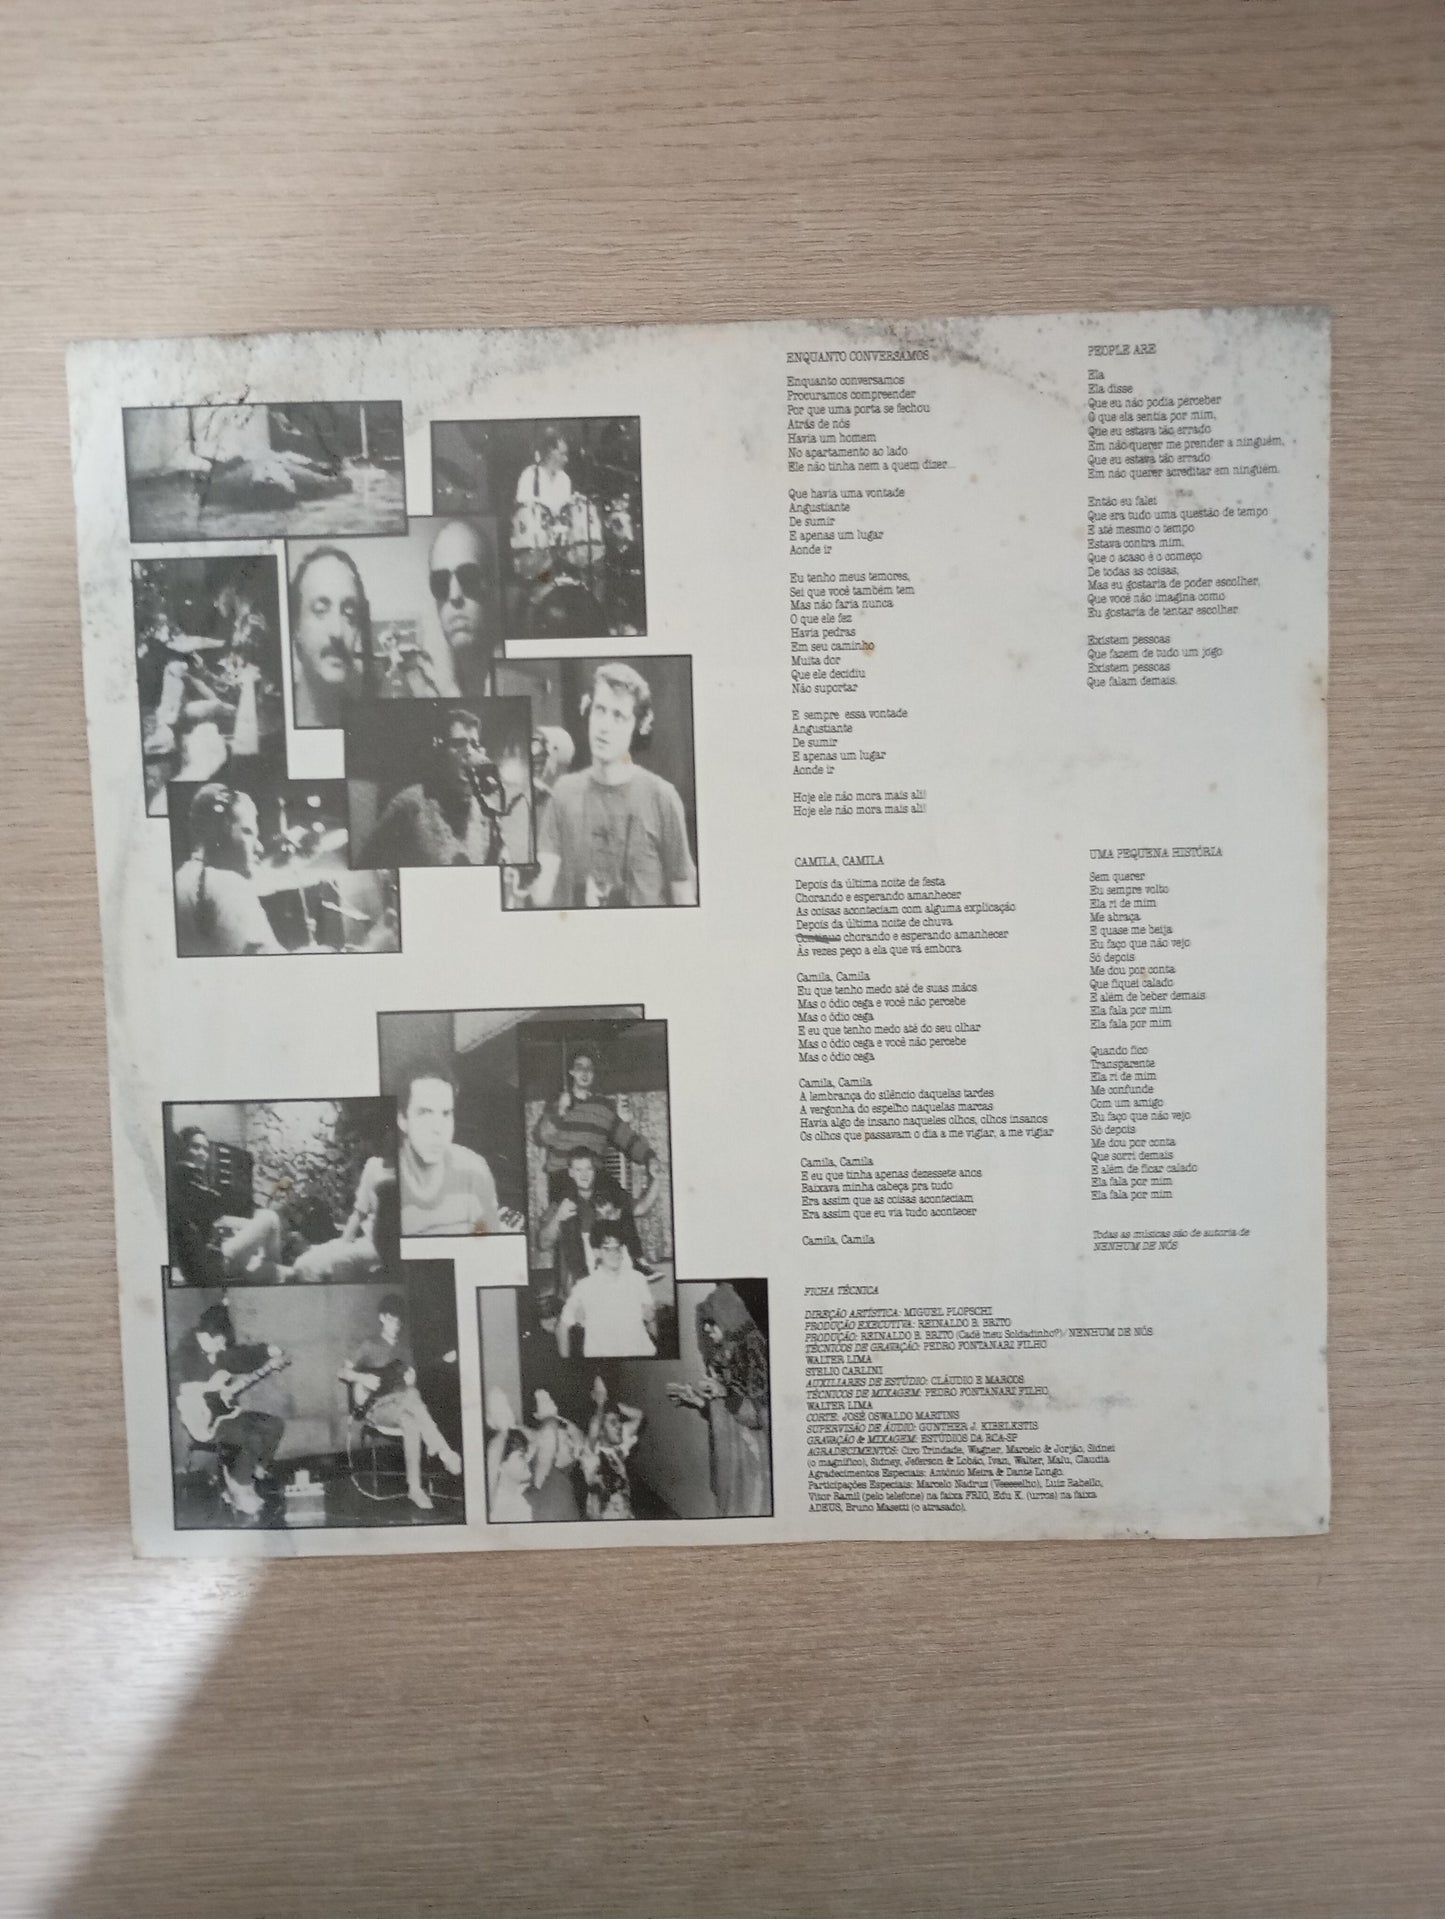 ENQUANTO CONVERSAMOS
Enquanto conversamos
Procuramos compreender
Por que uma porta se fechou
Atrás de nós
Havia um homem
No apartamento ao lado
Ele não tinha nem a quem dizer...
Que havia uma vontade
Angustiante
De sumir
E apenas um lugar
Aonde ir
Eu tenho meus temores,
Sei que você também tem
Mas não faria nunca
O que ele fez
Havia pedras
Em seu caminho
Muita dor
Que ele decidiu
Não suportar
E sempre essa vontade
Angustiante
De sumir
E apenas um lugar
Aonde ir
Hoje ele não mora mais ali!
Hoje ele não mora mais ali!
CAMILA, CAMILA
Depois da última noite de festa
Chorando e esperando amanhecer
As coisas aconteciam com alguma explicação
Depois da última noite de chuva
chorando e esperando amanhecer
Às vezes peço a ela que vá embora
Camila, Camila
Eu que tenho medo até de suas mãos
Mas o ódio cega e você não percebe
Mas o ódio cega
E eu que tenho medo até do seu olhar
Mas o ódio cega e você não percebe
Mas o ódio cega
Camila, Camila
A lembrança do silêncio daquelas tardes
A vergonha do espelho naquelas marcas
Havia algo de insano naqueles olhos, olhos insanos
Os olhos que passavam o dia a me vigiar, a me vigiar
Camila, Camila
E eu que tinha apenas dezessete anos
Baixava minha cabeça pra tudo
Era assim que as coisas aconteciam
Era assim que eu via tudo acontecer
Camila, Camila
FICHA TÉCNICA
DIREÇÃO ARTÍSTICA: MIGUEL PLOPSCHI
PRODUÇÃO EXECUTIVA: REINALDO B. BRITO
PRODUÇÃO: REINALDO B. BRITO (Cadê meu Soldadinho?)/ NENHUM DE NÓS
TÉCNICOS DE GRAVAÇÃO: PEDRO FONTANARI FILHO
WALTER LIMA
STELIO CARLINI
AUXILIARES DE ESTÚDIO: CLÁUDIO E MARCOS
TÉCNICOS DE MIXAGEM: PEDRO FONTANARI FILHO,
WALTER LIMA
CORTE: JOSÉ OSWALDO MARTINS
SUPERVISÃO DE ÁUDIO: GUNTHER J. KIBELKSTIS
GRAVAÇÃO & MIXAGEM: ESTÚDIOS DA RCA-SP
AGRADECIMENTOS: Ciro Trindade, Wagner, Marcelo & Jorjão, Sidnei
(o magnífico), Sidney, Jeferson & Lobão, Ivan, Walter, Malu, Claudia
Agradecimentos Especiais: Antônio Meira & Dante Longo.
Participações Especiais: Marcelo Nadruz (Veeeeelho), Luis Rabello,
Vitor Ramil (pelo telefone) na faixa FRIO, Edu K. (urros) na faixa
ADEUS, Bruno Masetti (o atrasado).
PEOPLE ARE
Ela
Ela disse
Que eu não podia perceber
O que ela sentia por mim,
Que eu estava tão errado
Em não querer me prender a ninguém,
Que eu estava tão errado
Em não querer acreditar em ninguém.
Então eu falei
Que era tudo uma questão de tempo
E até mesmo o tempo
Estava contra mim,
Que o acaso é o começo
De todas as coisas,
Mas eu gostaria de poder escolher,
Que você não imagina como
Eu gostaria de tentar escolher.
Existem pessoas
Que fazem de tudo um jogo
Existem pessoas
Que falam demais.
UMA PEQUENA HISTÓRIA
Sem querer
Eu sempre volto
Ela ri de mim
Me abraça
E quase me beija
Eu faço que não vejo
Só depois
Me dou por conta
Que fiquei calado
E além de beber demais
Ela fala por mim
Ela fala por mim
Quando fico
Transparente
Ela ri de mim
Me confunde
Com um amigo
Eu faço que não vejo
Só depois
Me dou por conta
Que sorri demais
E além de ficar calado
Ela fala por mim
Ela fala por mim
Todas as músicas são de autoria de
NENHUM DE NÓS